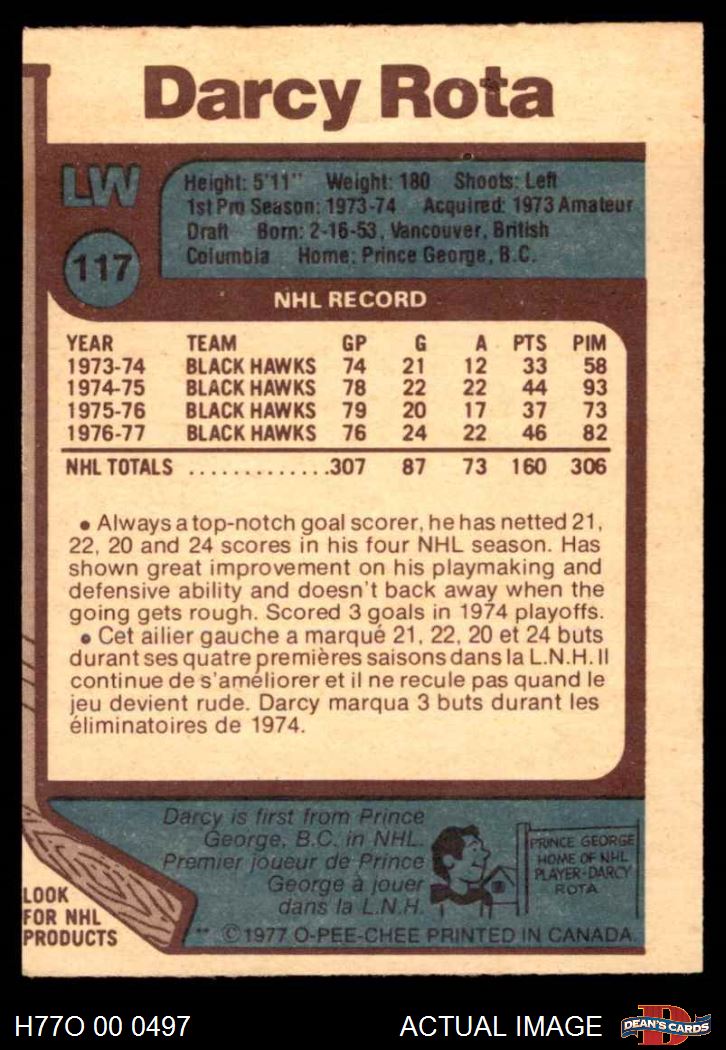 Darcy Rota
LW
117
Height: 5'11" Weight: 180 Shoots: Left
1st Pro Season: 1973-74 Acquired: 1973 Amateur
Draft Born: 2-16-53, Vancouver, British
Columbia Home: Prince George, B.C.
NHL RECORD
YEAR TEAM GP G A PTS PIM
1973-74 BLACK HAWKS 74 21 12 33 58
1974-75 BLACK HAWKS 78 22 22 44 93
1975-76 BLACK HAWKS 79 20 17 37 73
1976-77 BLACK HAWKS 76 24 22 46 82
NHL TOTALS .............307 87 73 160 306
• Always a top-notch goal scorer, he has netted 21,
22, 20 and 24 scores in his four NHL season. Has
shown great improvement on his playmaking and
defensive ability and doesn't back away when the
going gets rough. Scored 3 goals in 1974 playoffs.
• Cet ailier gauche a marqué 21, 22, 20 et 24 buts
durant ses quatre premières saisons dans la L.N.H. Il
continue de s'améliorer et il ne recule pas quand le
jeu devient rude. Darcy marqua 3 buts durant les
éliminatoires de 1974.
Darcy is first from Prince
George, B.C. in NHL.
Premier joueur de Prince
George à jouer
dans la L.N.H.
PRINCE GEORGE
HOME OF NHL
PLAYER-DARCY
ROTA
LOOK
FOR NHL
PRODUCTS
** ©1977 O-PEE-CHEE PRINTED IN CANADA
H77O 00 0497
ACTUAL IMAGE
D
DEAN'S CARDS